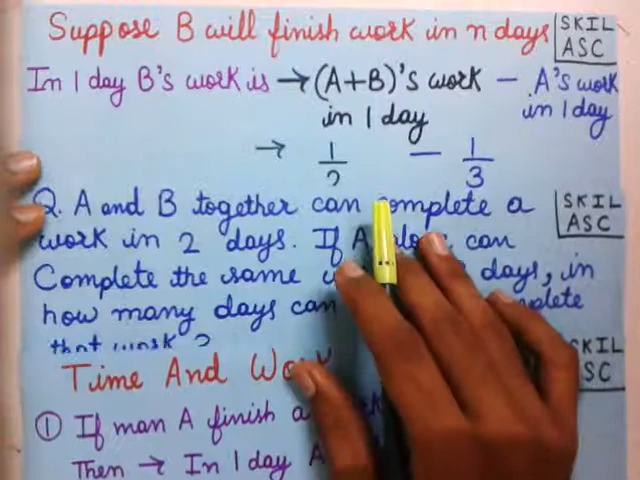 Suppose B will finish work in n days
SKIL
ASC
In 1 day B's work is → (A+B)'s work - A's work
in 1 day in 1 day
→ 1/2 - 1/3
Q. A and B together can complete a
SKIL
ASC
work in 2 days. If A can
Complete the same days, in
how many days can
that work?
SKIL
SC
Time And Work
① If man A finish a
Then → In 1 day A